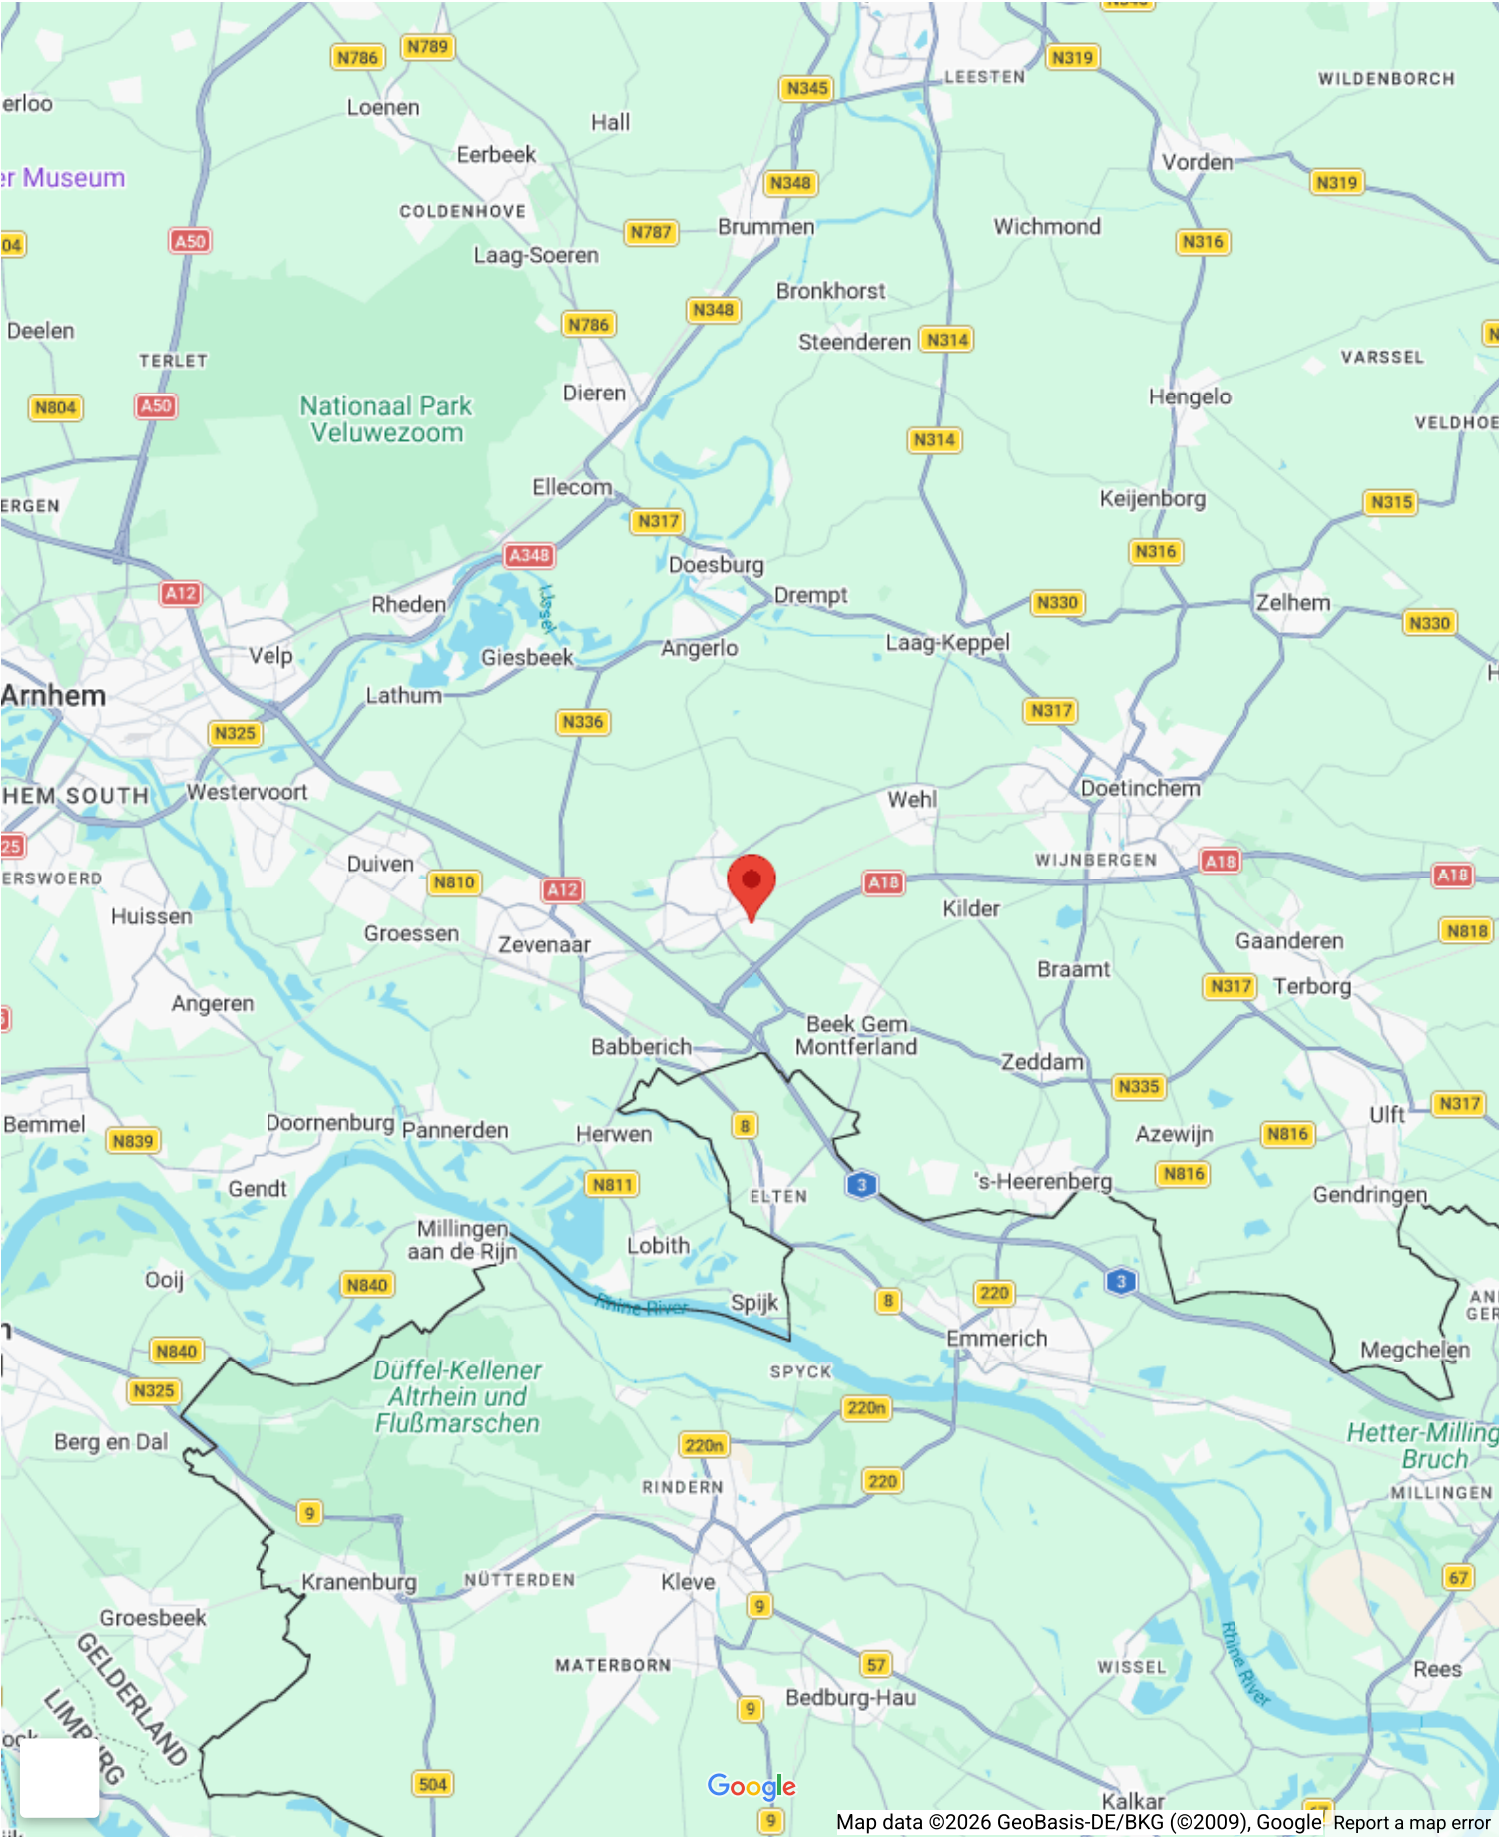 N348
N786
N789
N319
LEESTEN
WILDENBORCH
erloo
Loenen
N345
Hall
Eerbeek
Vorden
er Museum
N348
N319
COLDENHOVE
N787
Brummen
Wichmond
04
A50
Laag-Soeren
N316
Bronkhorst
N348
Deelen
N786
Steenderen
N314
N
TERLET
VARSSEL
Dieren
Hengelo
N804
A50
Nationaal Park
Veluwezoom
VELDHOE
N314
Ellecom
Keijenborg
N315
ERGEN
N317
A348
N316
Doesburg
A12
Rheden
IJssel
Drempt
N330
Zelhem
N330
Velp
Giesbeek
Angerlo
Laag-Keppel
H
Arnhem
Lathum
N336
N317
N325
HEM SOUTH
Westervoort
Wehl
Doetinchem
25
ERSWOERD
Duiven
N810
A12
A18
WIJNBERGEN
A18
A18
Huissen
Groessen
Zevenaar
Kilder
Gaanderen
N818
Braamt
Angeren
N317
Terborg
Babberich
Beek Gem
Montferland
Zeddam
N335
Bemmel
N839
Doornenburg
Pannerden
Herwen
8
Azewijn
N816
Ulft
N317
Gendt
N811
ELTEN
3
's-Heerenberg
N816
Gendringen
Millingen
aan de Rijn
Lobith
Ooij
N840
Rhine River
Spijk
8
220
3
AN
GER
n
N840
Emmerich
Megchelen
N325
Düffel-Kellener
Altrhein und
Flußmarschen
SPYCK
220n
Berg en Dal
220n
Hetter-Milling
Bruch
RINDERN
220
MILLINGEN
9
Kranenburg
NÜTTERDEN
Kleve
67
Groesbeek
9
GELDERLAND
LIMBURG
MATERBORN
57
WISSEL
Rhine River
Rees
Bedburg-Hau
9
ock
504
Google
Kalkar
67
9
Map data ©2026 GeoBasis-DE/BKG (©2009), Google
Report a map error